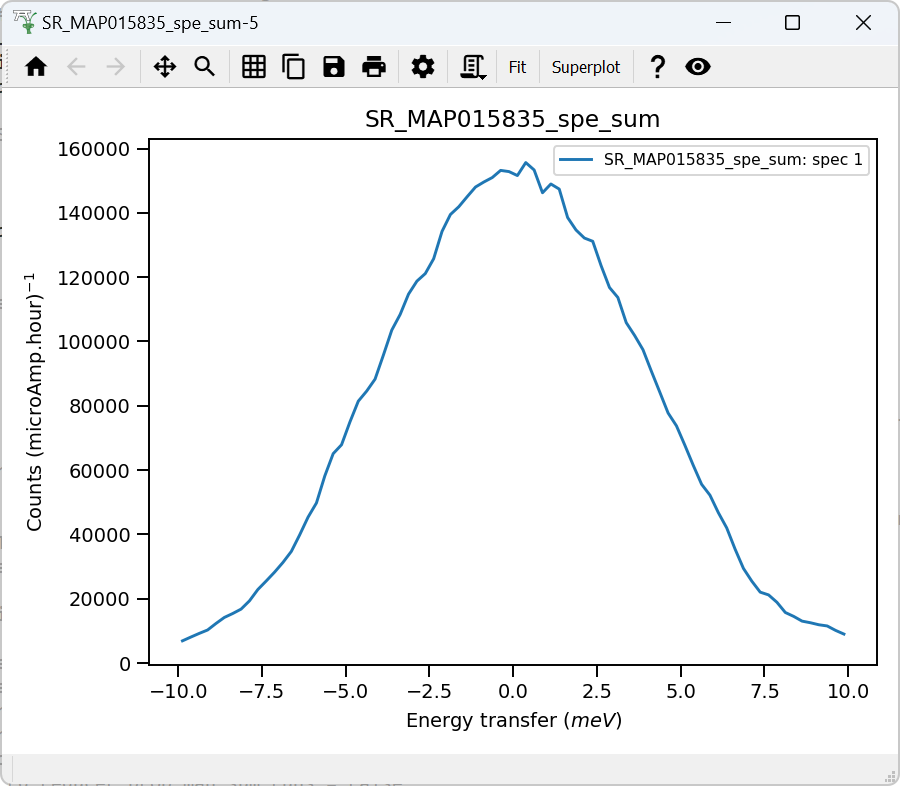 SR_MAP015835_spe_sum-5
Fit
Superplot
SR_MAP015835_spe_sum
SR_MAP015835_spe_sum: spec 1
160000
140000
120000
100000
80000
60000
40000
20000
0
Counts (microAmp.hour)⁻¹
−10.0 −7.5 −5.0 −2.5 0.0 2.5 5.0 7.5 10.0
Energy transfer (meV)